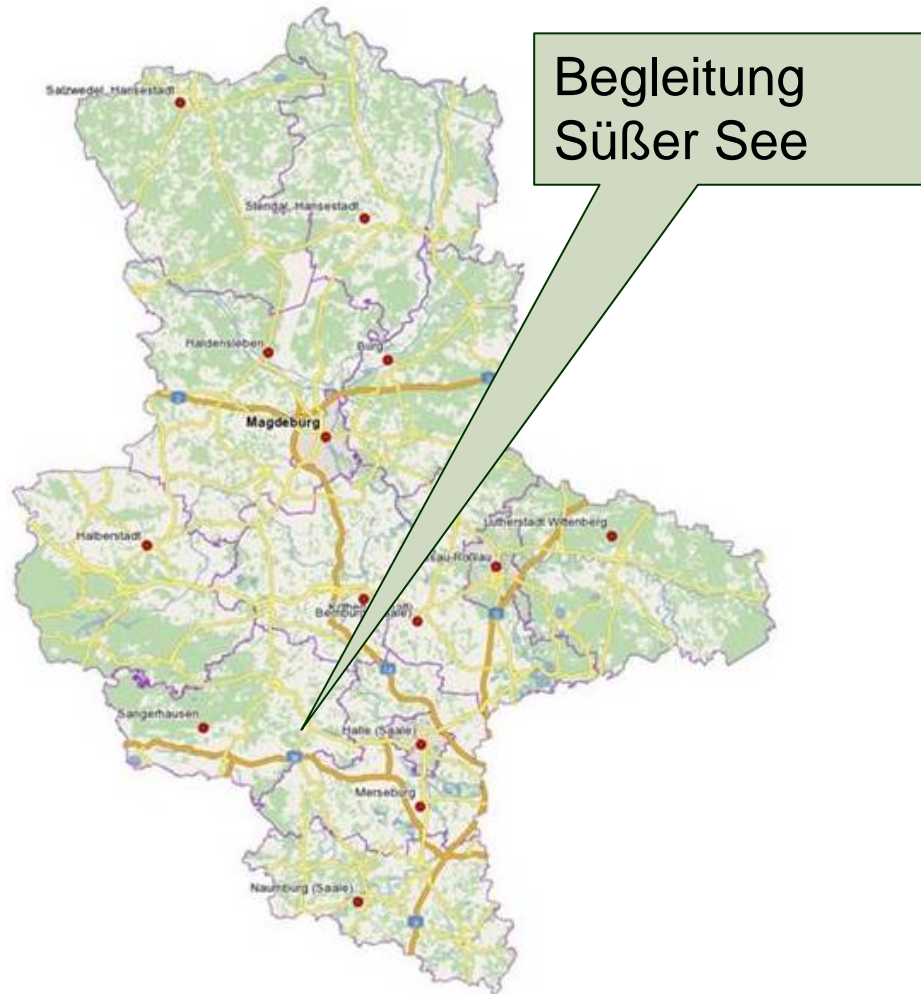 Begleitung
Süßer See
Salzwedel, Hansestadt
Stendal, Hansestadt
Haldensleben
Burg
Magdeburg
Halberstadt
Lutherstadt Wittenberg
Sangerhausen
Halle (Saale)
Merseburg
Naumburg (Saale)